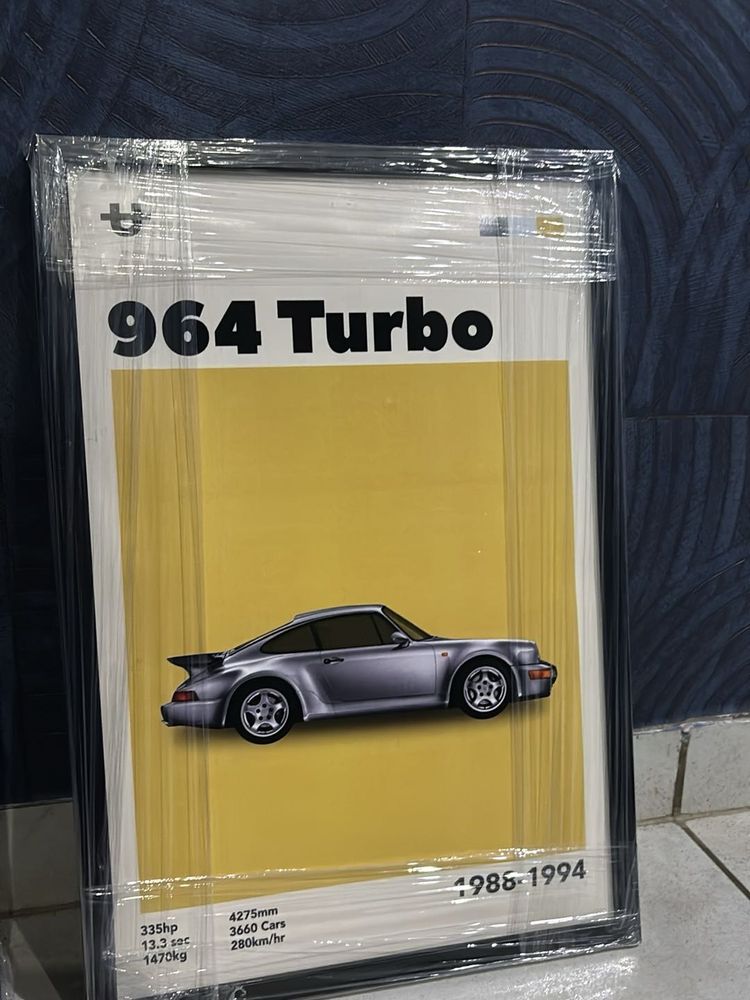 964 Turbo
1988-1994
335hp
13.3 sec
1470kg
4275mm
3660 Cars
280km/hr